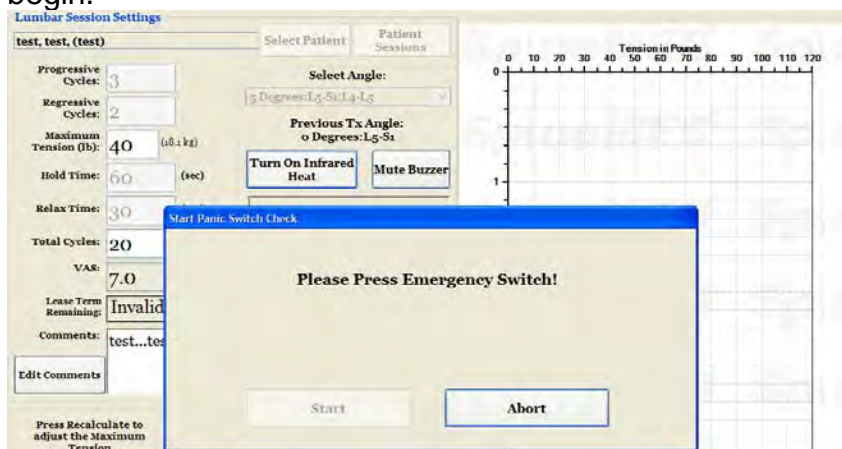 begin.
Lumbar Session Settings
test, test, (test)
Select Patient
Patient
Sessions
Progressive
Cycles:
3
Select Angle:
5 Degrees:L5-S1:L4-L5
Regressive
Cycles:
2
Previous Tx Angle:
0 Degrees:L5-S1
Maximum
Tension (lb):
40
(18.1 kg)
Turn On Infrared
Heat
Mute Buzzer
Hold Time:
60
(sec)
Relax Time:
30
Total Cycles:
20
VAS:
7.0
Lease Term
Remaining:
Invalid
Comments:
test...tes
Edit Comments
Press Recalculate to
adjust the Maximum
Tension
Start Panic Switch Check
Please Press Emergency Switch!
Start
Abort
Tension in Pounds
0 10 20 30 40 50 60 70 80 90 100 110 120
0
1